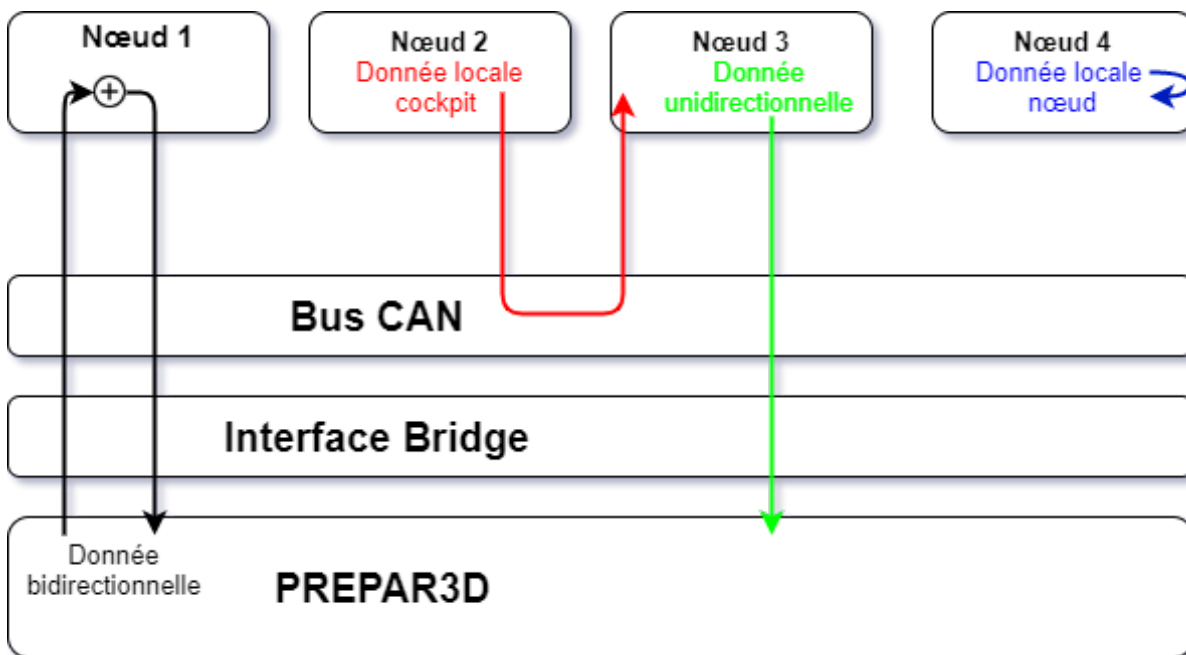 Nœud 1
Nœud 2
Donnée locale
cockpit
Nœud 3
Donnée
unidirectionnelle
Nœud 4
Donnée locale
nœud
Bus CAN
Interface Bridge
Donnée
bidirectionnelle
PREPAR3D